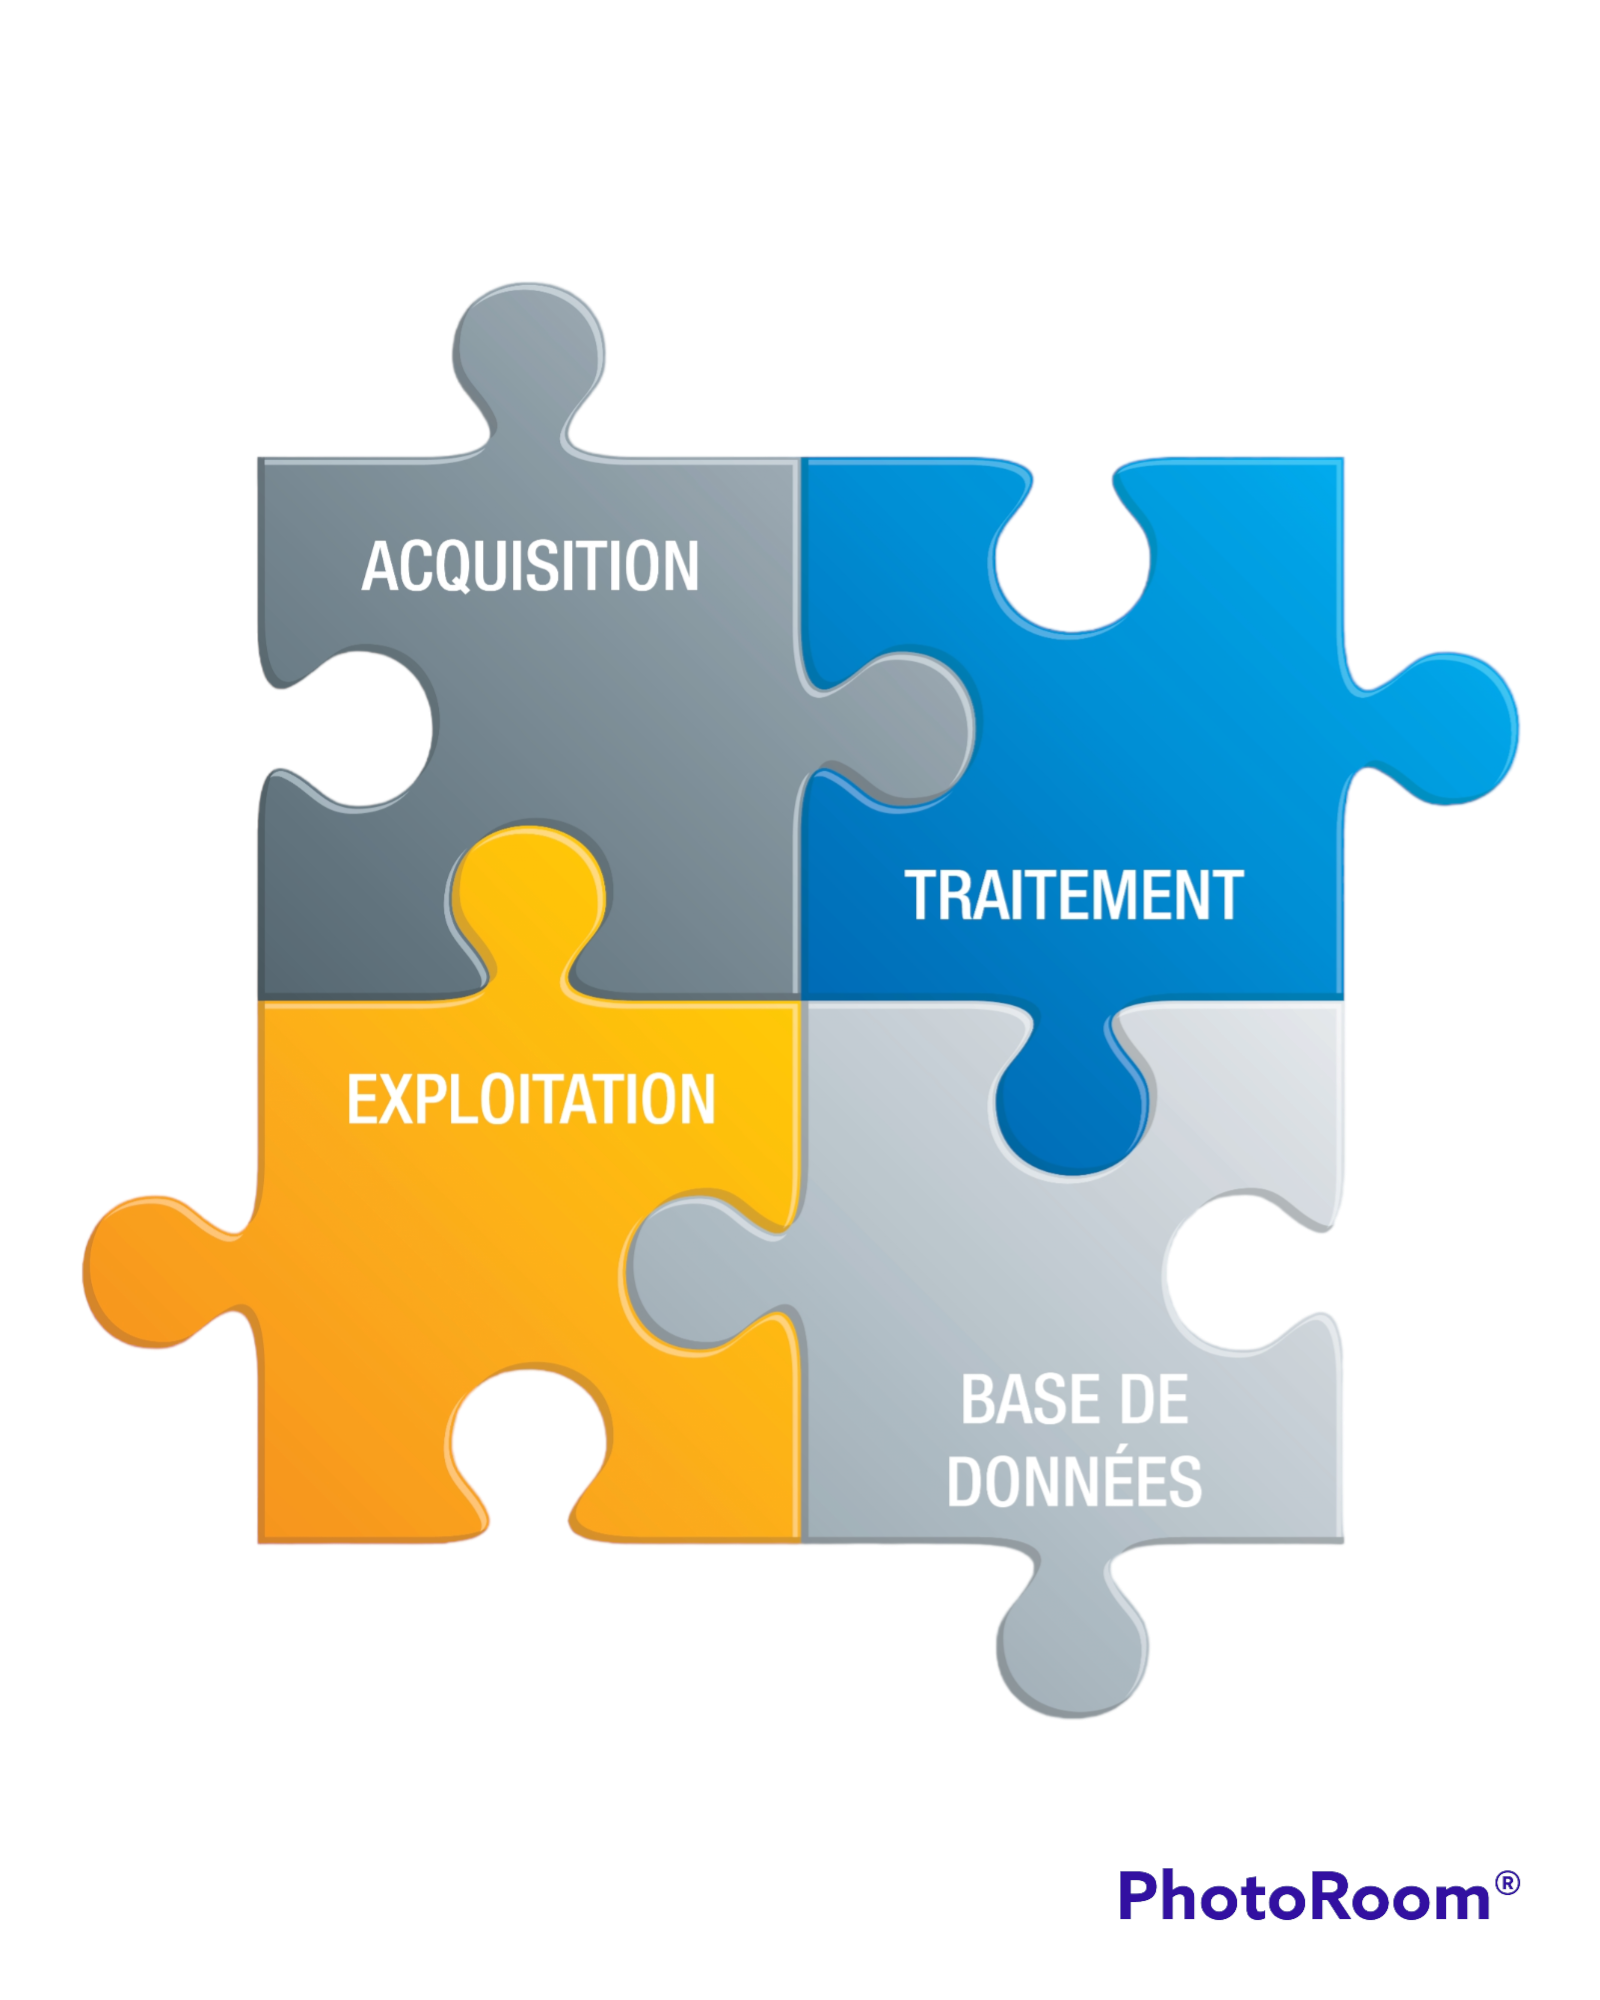 ACQUISITION
TRAITEMENT
EXPLOITATION
BASE DE
DONNÉES
PhotoRoom®